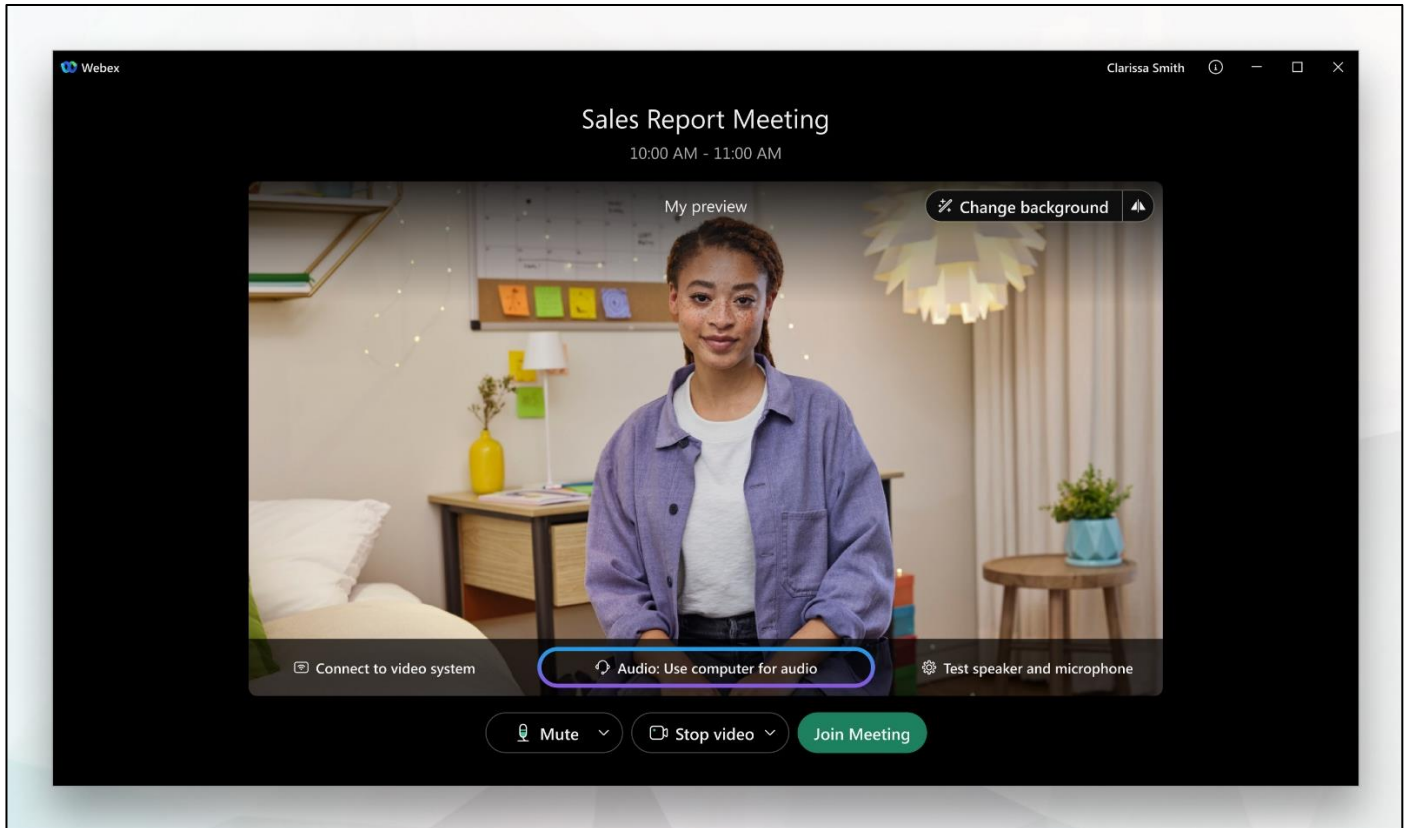 Webex
Clarissa Smith
Sales Report Meeting
10:00 AM - 11:00 AM
My preview
Change background
Connect to video system
Audio: Use computer for audio
Test speaker and microphone
Mute
Stop video
Join Meeting